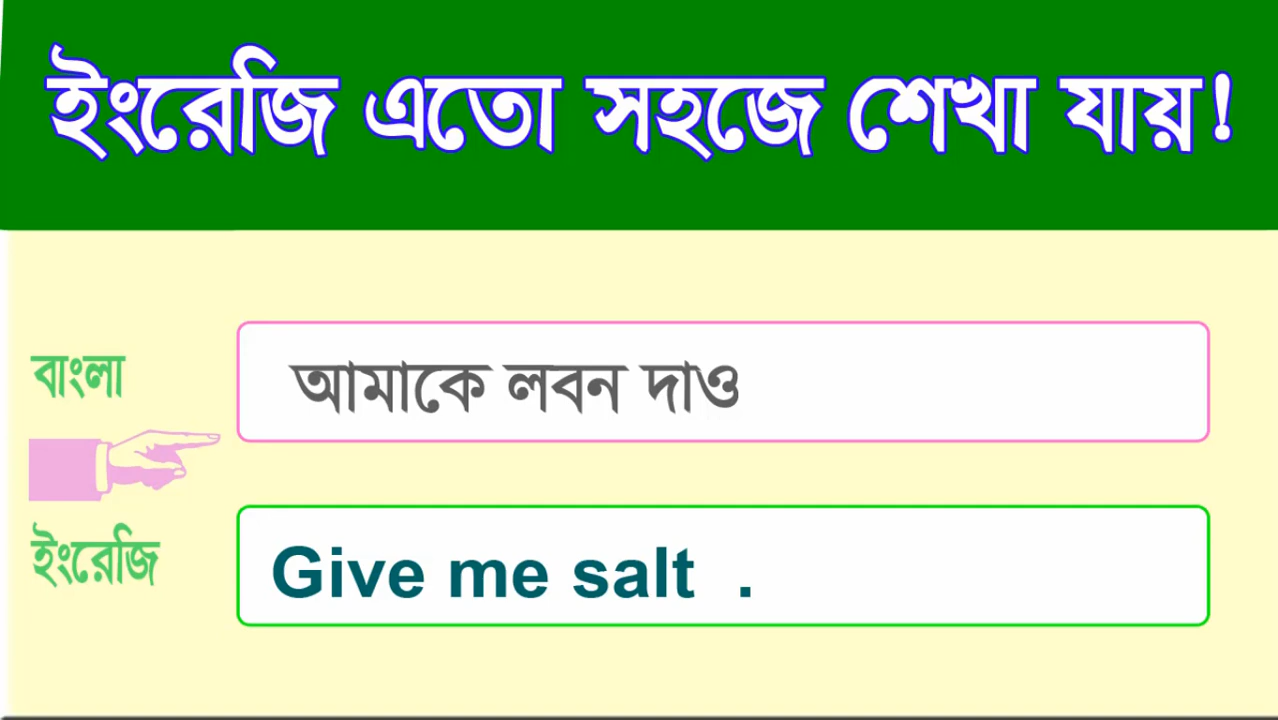 ইংরেজি এতো সহজে শেখা যায়!
বাংলা
আমাকে লবন দাও
ইংরেজি
Give me salt .